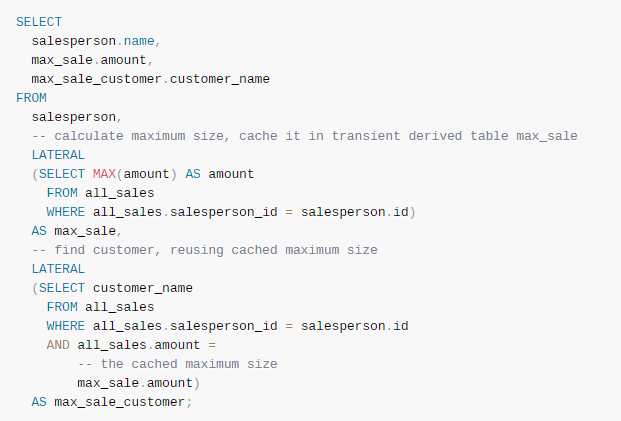 SELECT
  salesperson.name,
  max_sale.amount,
  max_sale_customer.customer_name
FROM
  salesperson,
  -- calculate maximum size, cache it in transient derived table max_sale
  LATERAL
  (SELECT MAX(amount) AS amount
    FROM all_sales
    WHERE all_sales.salesperson_id = salesperson.id)
  AS max_sale,
  -- find customer, reusing cached maximum size
  LATERAL
  (SELECT customer_name
    FROM all_sales
    WHERE all_sales.salesperson_id = salesperson.id
    AND all_sales.amount =
        -- the cached maximum size
        max_sale.amount)
  AS max_sale_customer;